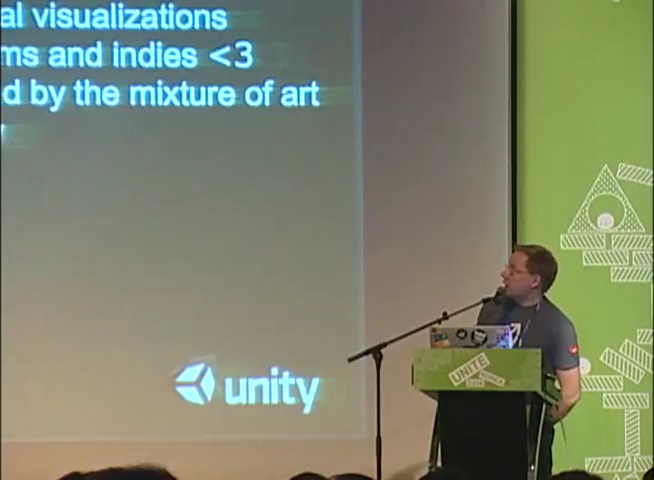 al visualizations
ms and indies <3
d by the mixture of art
unity
UNITE